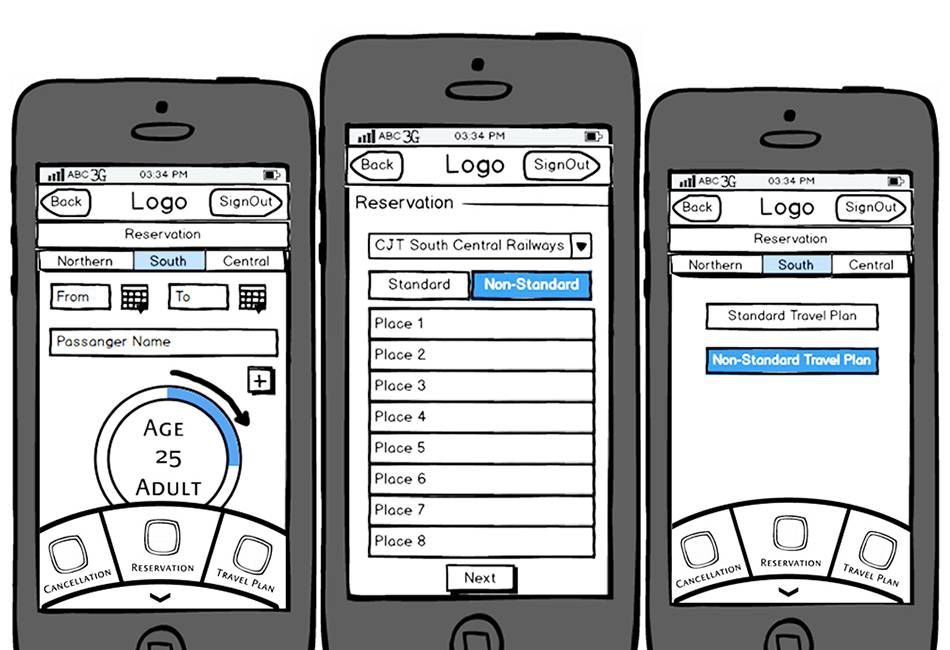 ABC 3G 03:34 PM
Back Logo SignOut
Reservation
Northern South Central
From To
Passanger Name
+
AGE
25
ADULT
CANCELLATION RESERVATION TRAVEL PLAN
ABC 3G 03:34 PM
Back Logo SignOut
Reservation
CJT South Central Railways
Standard Non-Standard
Place 1
Place 2
Place 3
Place 4
Place 5
Place 6
Place 7
Place 8
Next
ABC 3G 03:34 PM
Back Logo SignOut
Reservation
Northern South Central
Standard Travel Plan
Non-Standard Travel Plan
CANCELLATION RESERVATION TRAVEL PLAN